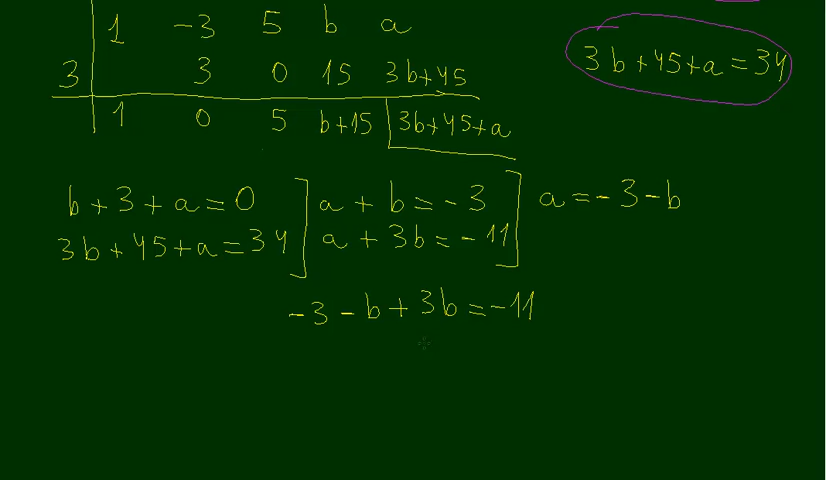 1 -3 5 b a
3 3 0 15 3b+45
1 0 5 b+15 3b+45+a
3b+45+a=34
b+3+a=0
3b+45+a=34
a+b=-3
a+3b=-11
a=-3-b
-3-b+3b=-11